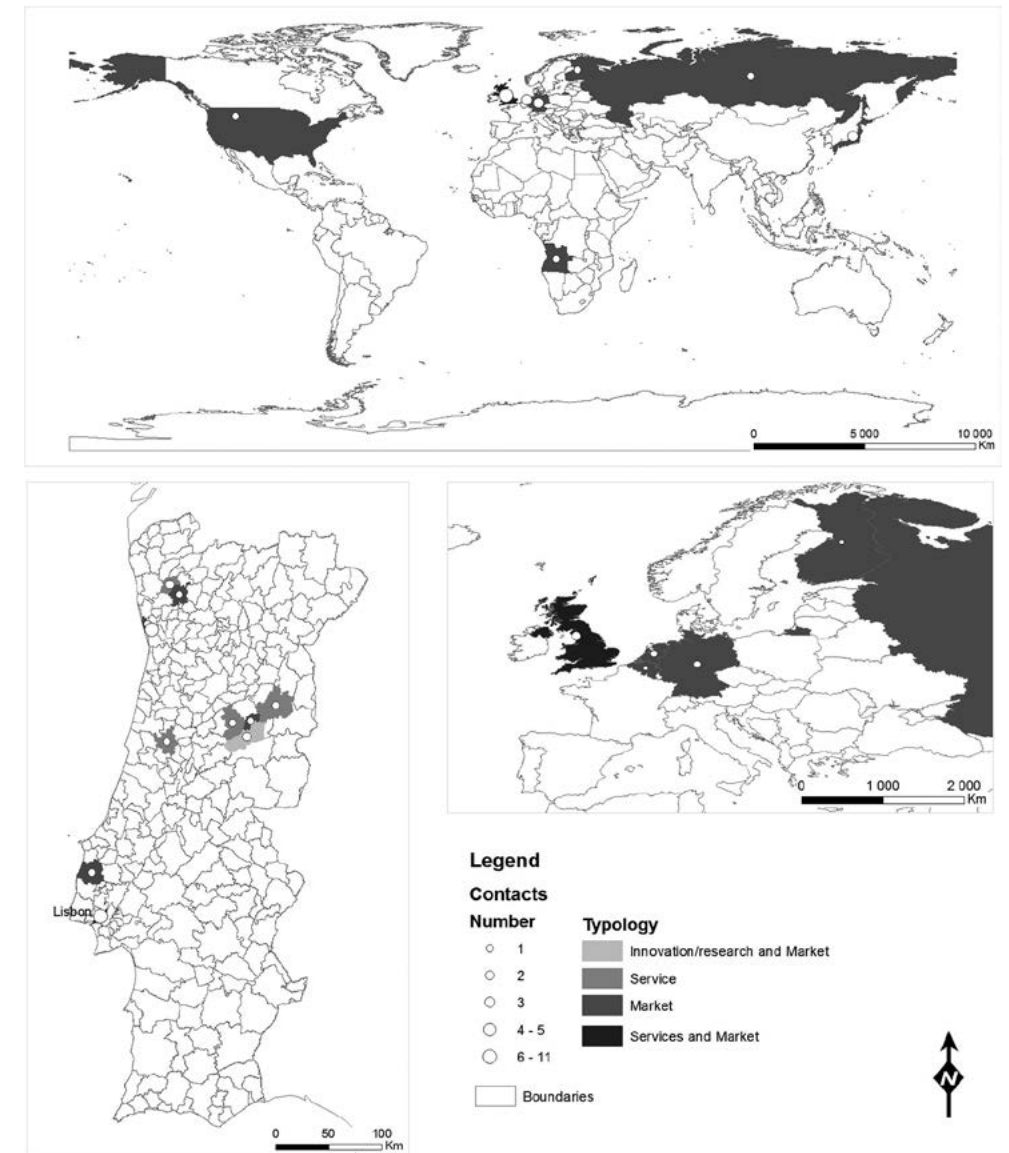 0 5 000 10 000
Km
Lisbon
0 50 100
Km
0 1 000 2 000
Km
Legend
Contacts
Number
1
2
3
4 - 5
6 - 11
Typology
Innovation/research and Market
Service
Market
Services and Market
Boundaries
N